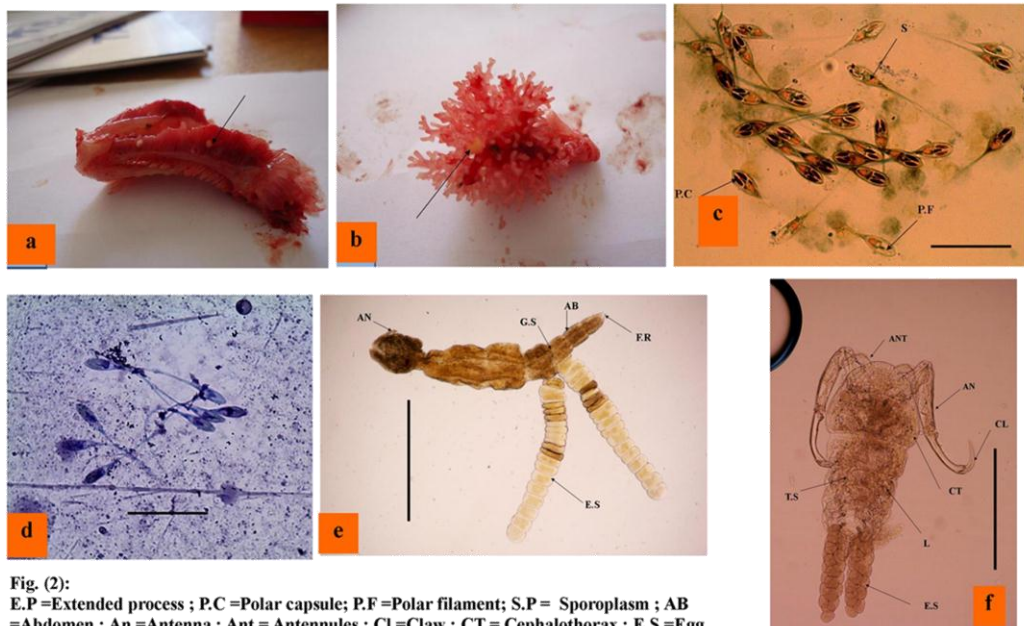 a
b
S
P.C
P.F
c
d
AN
G.S
AB
F.R
E.S
e
ANT
AN
CL
CT
T.S
L
E.S
f
Fig. (2):
E.P =Extended process ; P.C =Polar capsule; P.F =Polar filament; S.P = Sporoplasm ; AB
=Abdomen ; An =Antenna ; Ant = Antennules ; Cl =Claw ; CT = Cephalothorax ; E.S =Egg